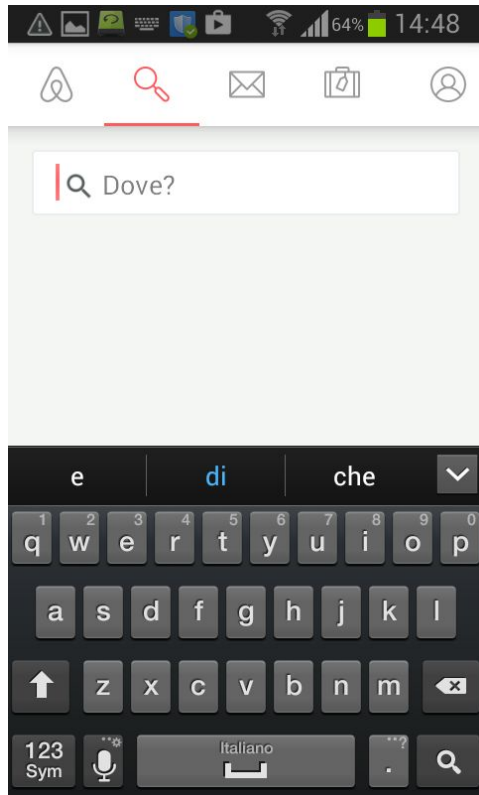 64% 14:48
Dove?
e di che
1 2 3 4 5 6 7 8 9 0
q w e r t y u i o p
a s d f g h j k l
z x c v b n m
123 Italiano ?
Sym .